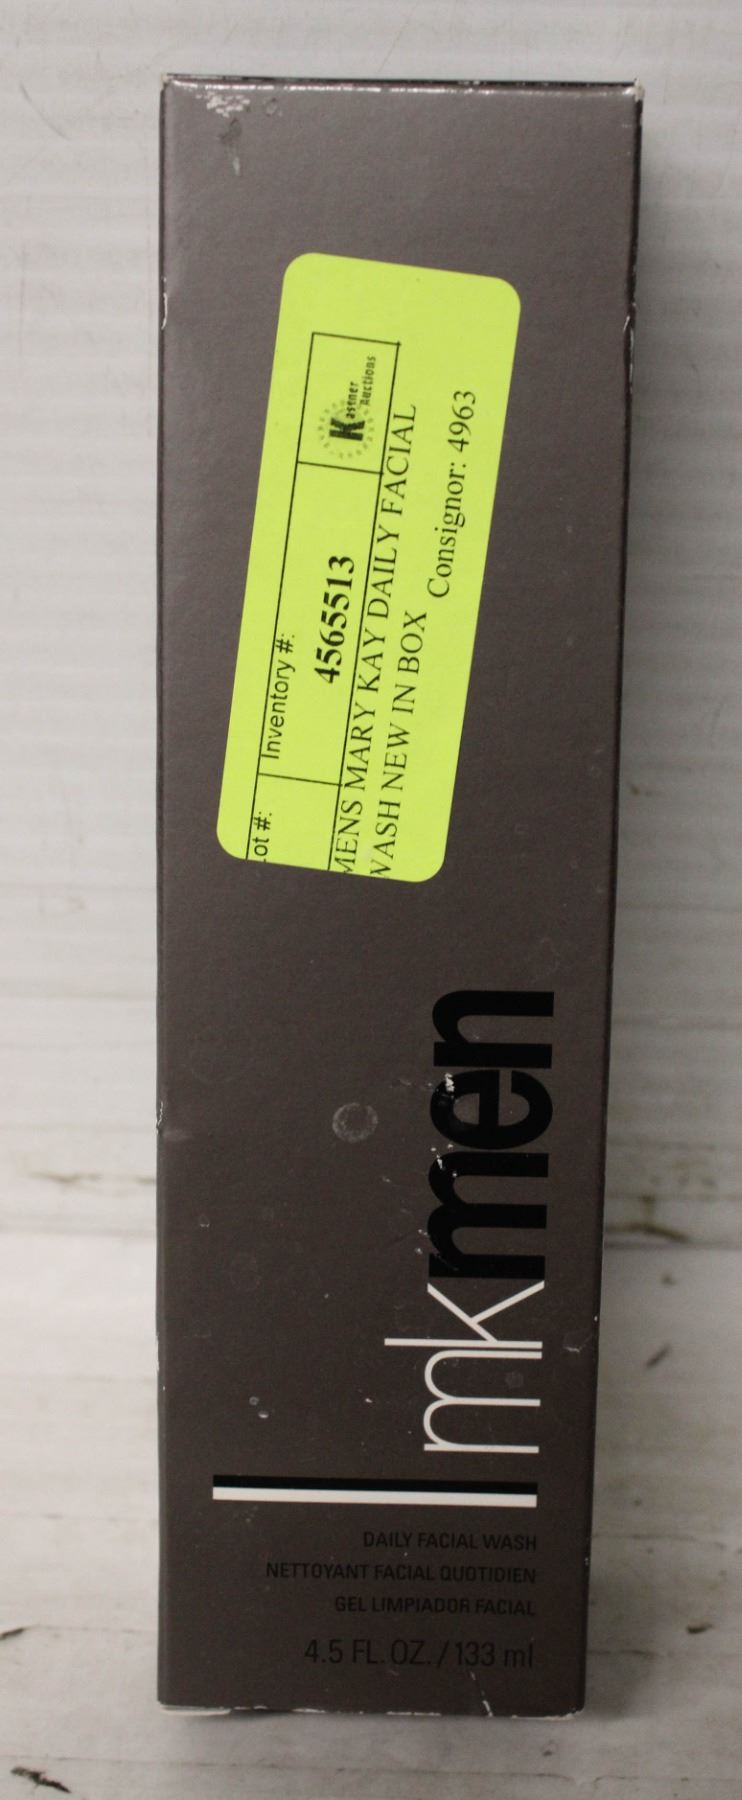 ot #:
Inventory #:
4565513
Kastner
Auctions
MENS MARY KAY DAILY FACIAL
WASH NEW IN BOX
Consignor: 4963
mkmen
DAILY FACIAL WASH
NETTOYANT FACIAL QUOTIDIEN
GEL LIMPIADOR FACIAL
4.5 FL. OZ. / 133 ml